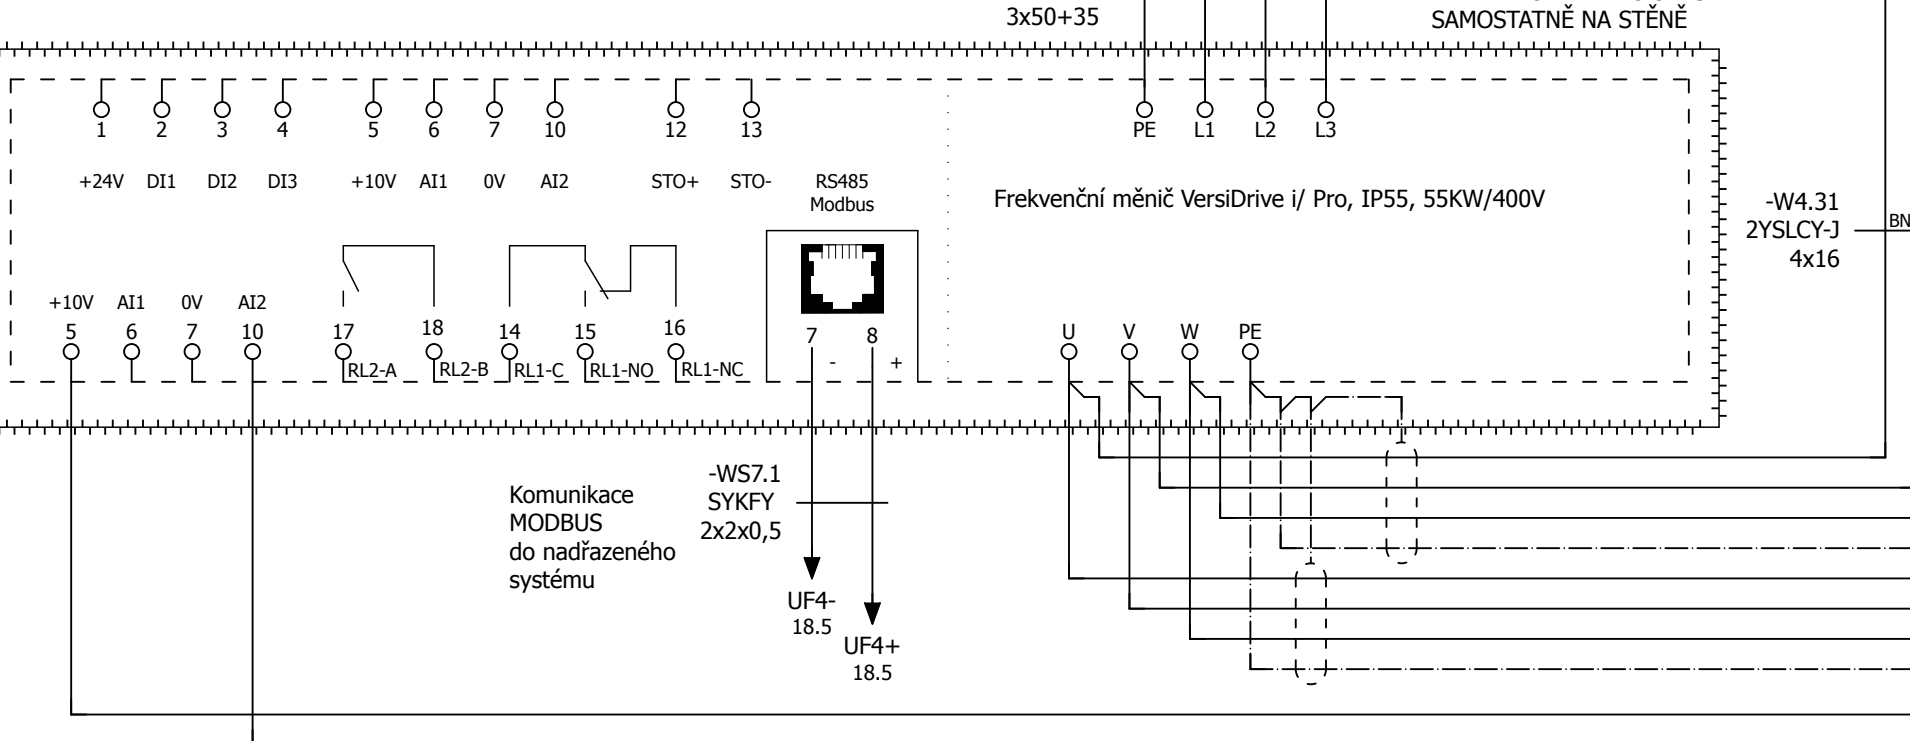 3x50+35
SAMOSTATNĚ NA STĚNĚ
1 2 3 4 5 6 7 10 12 13 PE L1 L2 L3
+24V DI1 DI2 DI3 +10V AI1 0V AI2 STO+ STO- RS485
Modbus
Frekvenční měnič VersiDrive i/ Pro, IP55, 55KW/400V
-W4.31
2YSLCY-J
4x16
BN
+10V AI1 0V AI2
5 6 7 10 17 18 14 15 16 7 8 U V W PE
RL2-A RL2-B RL1-C RL1-NO RL1-NC - +
Komunikace
MODBUS
do nadřazeného
systému
-WS7.1
SYKFY
2x2x0,5
UF4-
18.5
UF4+
18.5